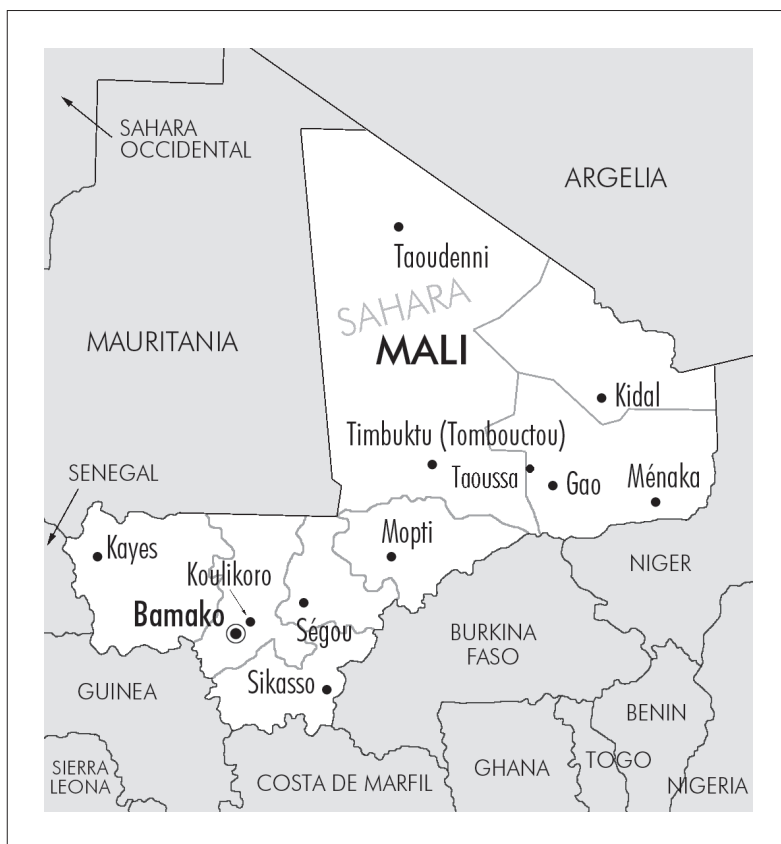 SAHARA
OCCIDENTAL
ARGELIA
Taoudenni
SAHARA
MAURITANIA
MALI
Kidal
Timbuktu (Tombouctou)
SENEGAL
Taoussa
Gao
Ménaka
Kayes
Mopti
Koulikoro
NIGER
Bamako
Ségou
BURKINA
FASO
Sikasso
GUINEA
BENIN
SIERRA
LEONA
COSTA DE MARFIL
GHANA
TOGO
NIGERIA